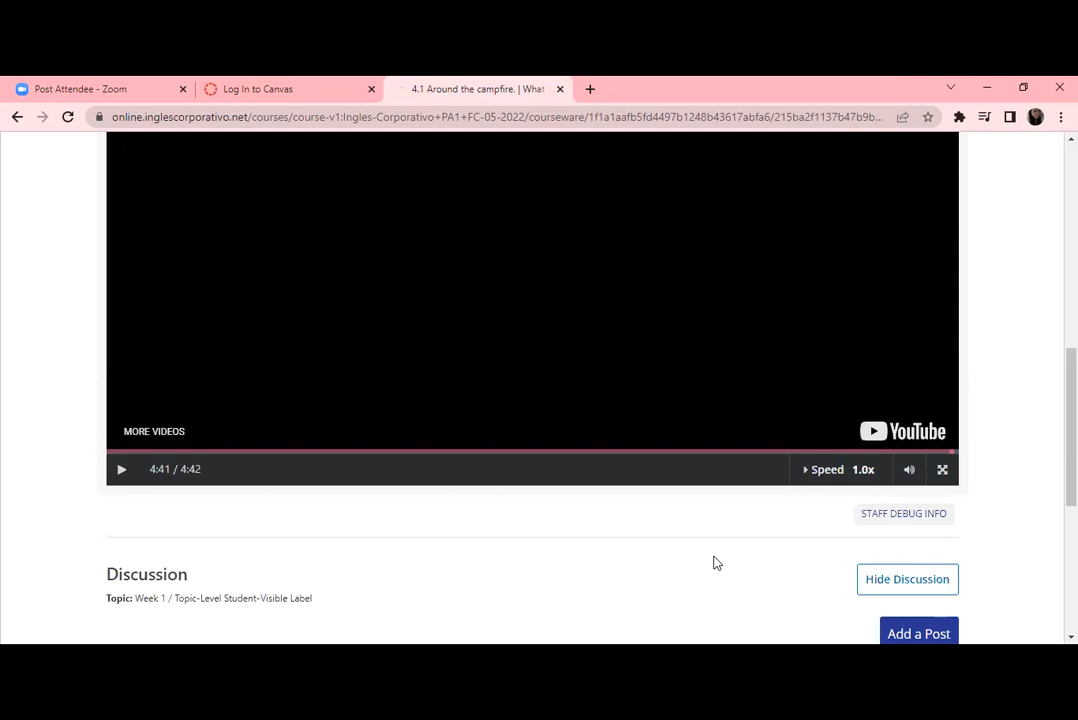 Post Attendee - Zoom
Log In to Canvas
4.1 Around the campfire. | What
online.inglescorporativo.net/courses/course-v1:Ingles-Corporativo+PA1+FC-05-2022/courseware/1f1a1aafb5fd4497b1248b43617abfa6/215ba2f1137b47b9b...
MORE VIDEOS
YouTube
4:41 / 4:42
Speed 1.0x
STAFF DEBUG INFO
Discussion
Hide Discussion
Topic: Week 1 / Topic-Level Student-Visible Label
Add a Post